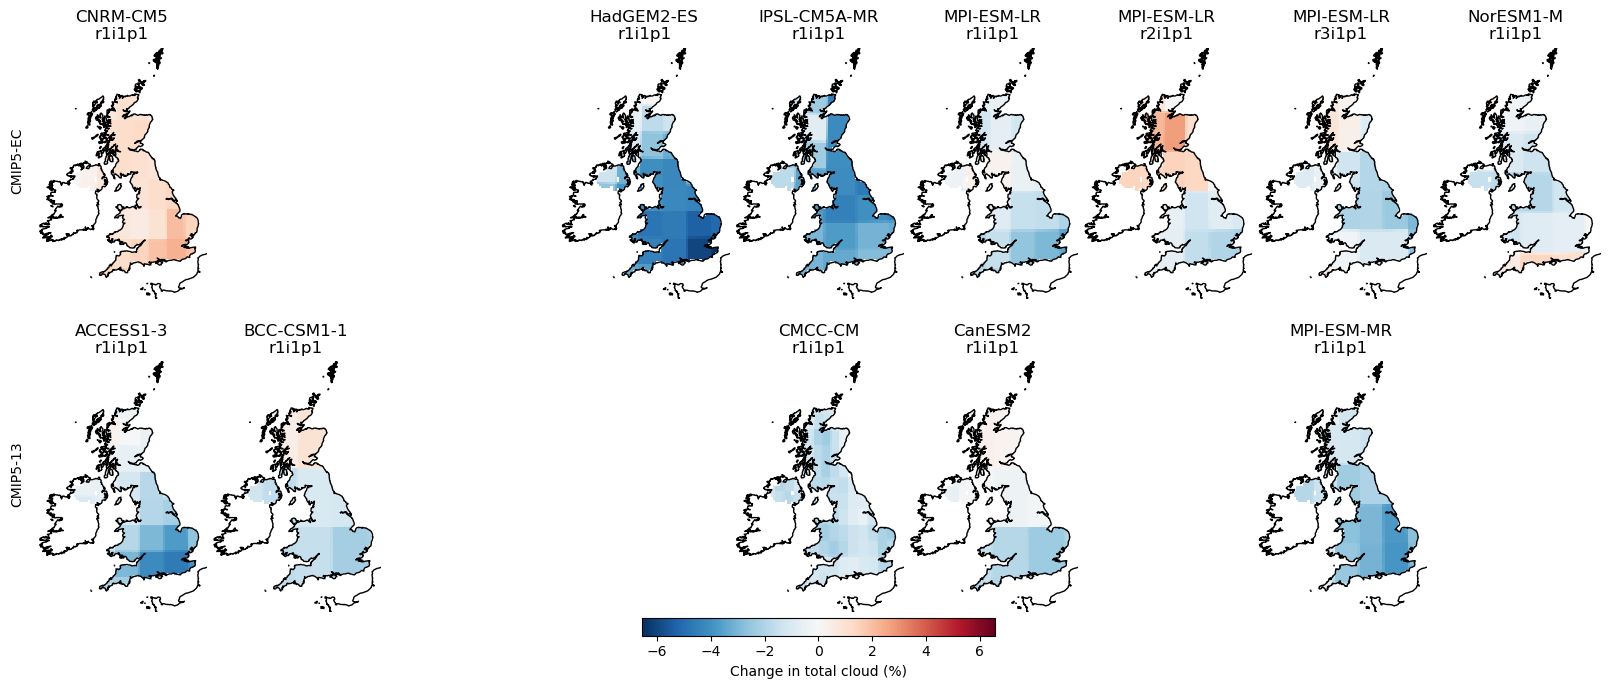 CNRM-CM5
r1i1p1
HadGEM2-ES
r1i1p1
IPSL-CM5A-MR
r1i1p1
MPI-ESM-LR
r1i1p1
MPI-ESM-LR
r2i1p1
MPI-ESM-LR
r3i1p1
NorESM1-M
r1i1p1
CMIP5-EC
ACCESS1-3
r1i1p1
BCC-CSM1-1
r1i1p1
CMCC-CM
r1i1p1
CanESM2
r1i1p1
MPI-ESM-MR
r1i1p1
CMIP5-13
−6 −4 −2 0 2 4 6
Change in total cloud (%)